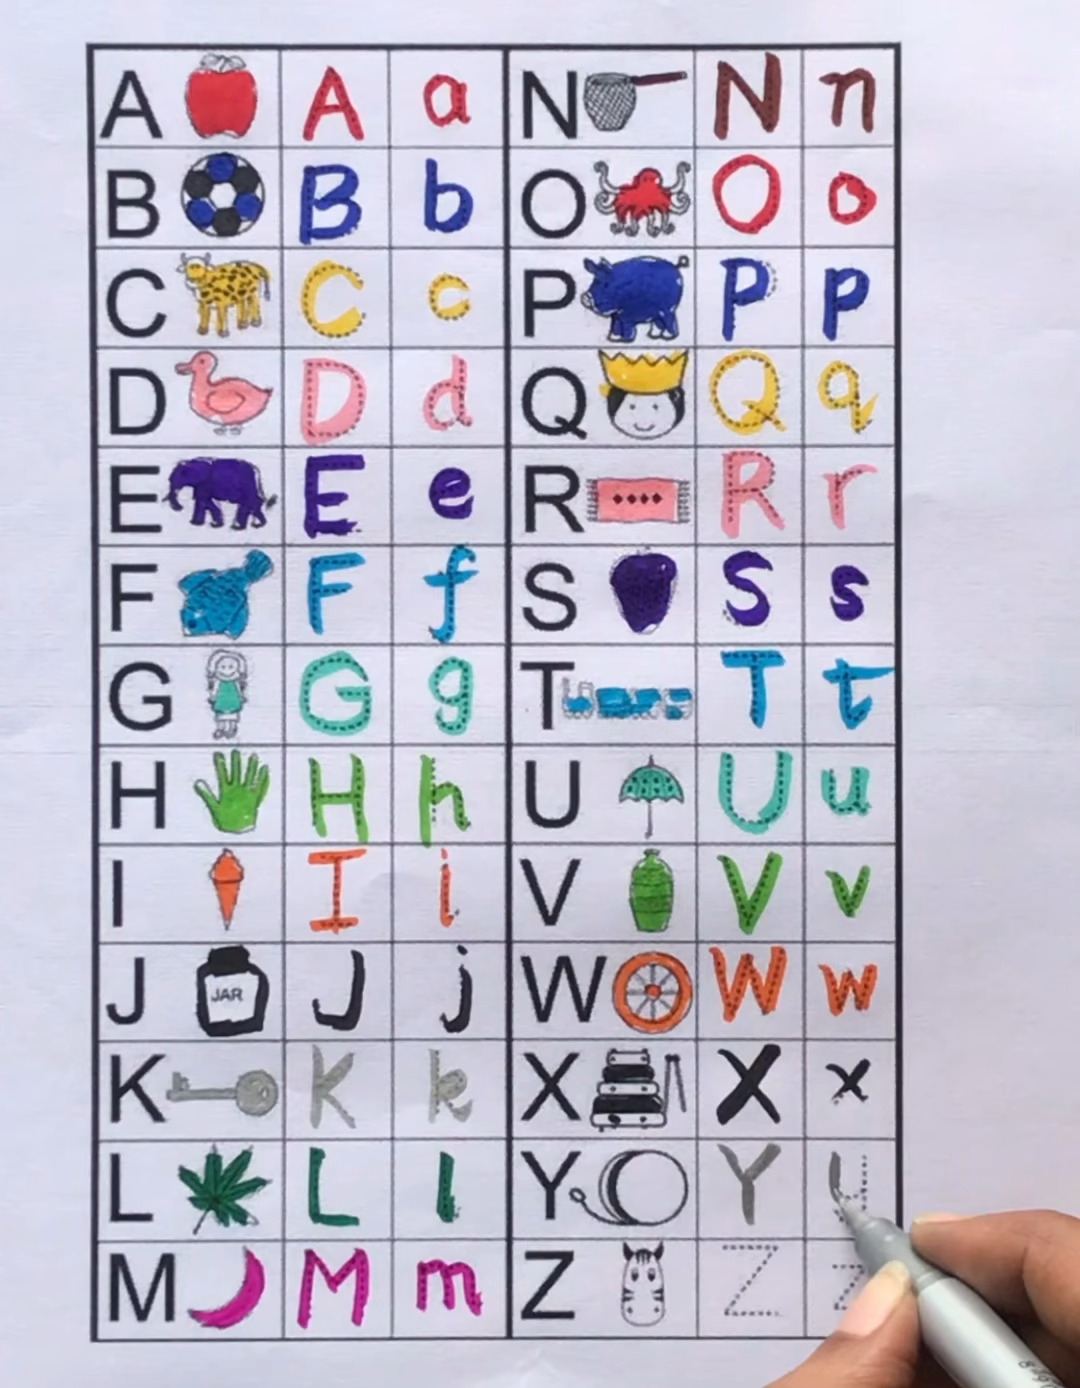 A A a N N n
B B b O O o
C C c P P p
D D d Q Q q
E E e R R r
F F f S S s
G G g T T t
H H h U U u
I I i V V v
J JAR J j W W w
K K k X X x
L L l Y Y y
M M m Z Z z